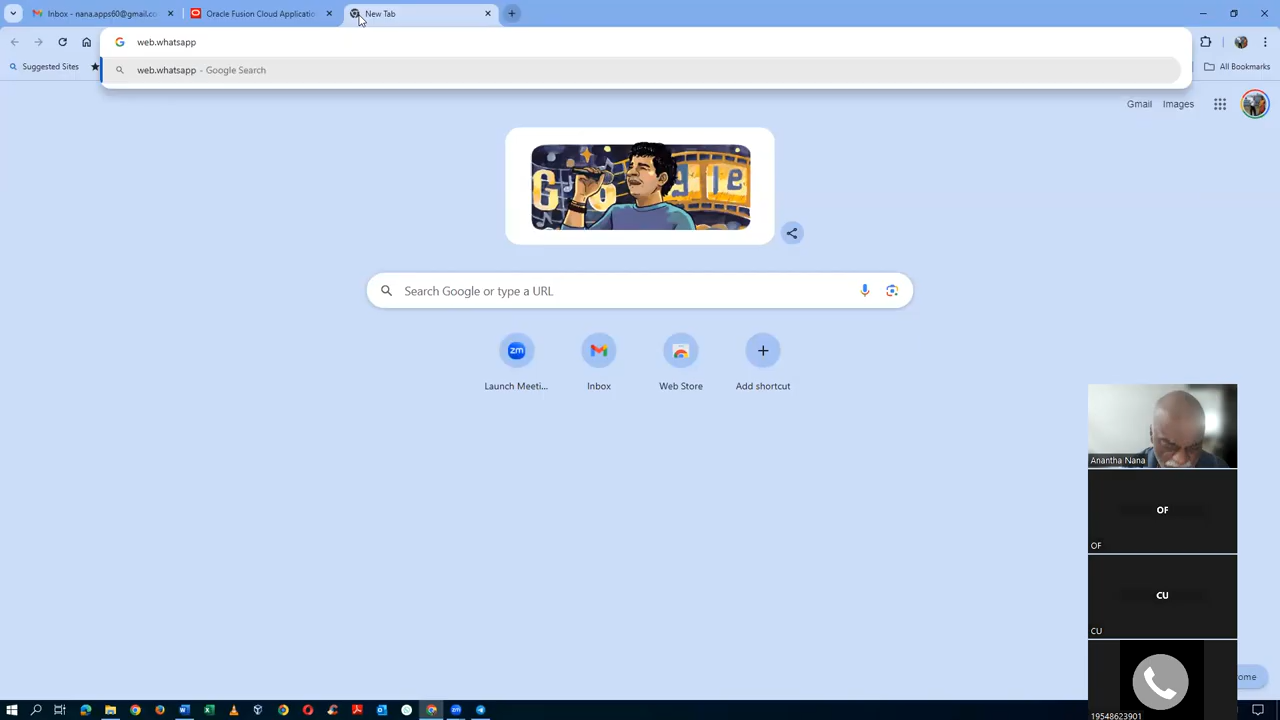 Inbox - nana.apps60@gmail.co
Oracle Fusion Cloud Applicatio
New Tab
web.whatsapp
Suggested Sites
web.whatsapp - Google Search
All Bookmarks
Gmail
Images
Search Google or type a URL
zm
Launch Meeti...
Inbox
Web Store
Add shortcut
Anantha Nana
OF
OF
CU
CU
19548623901